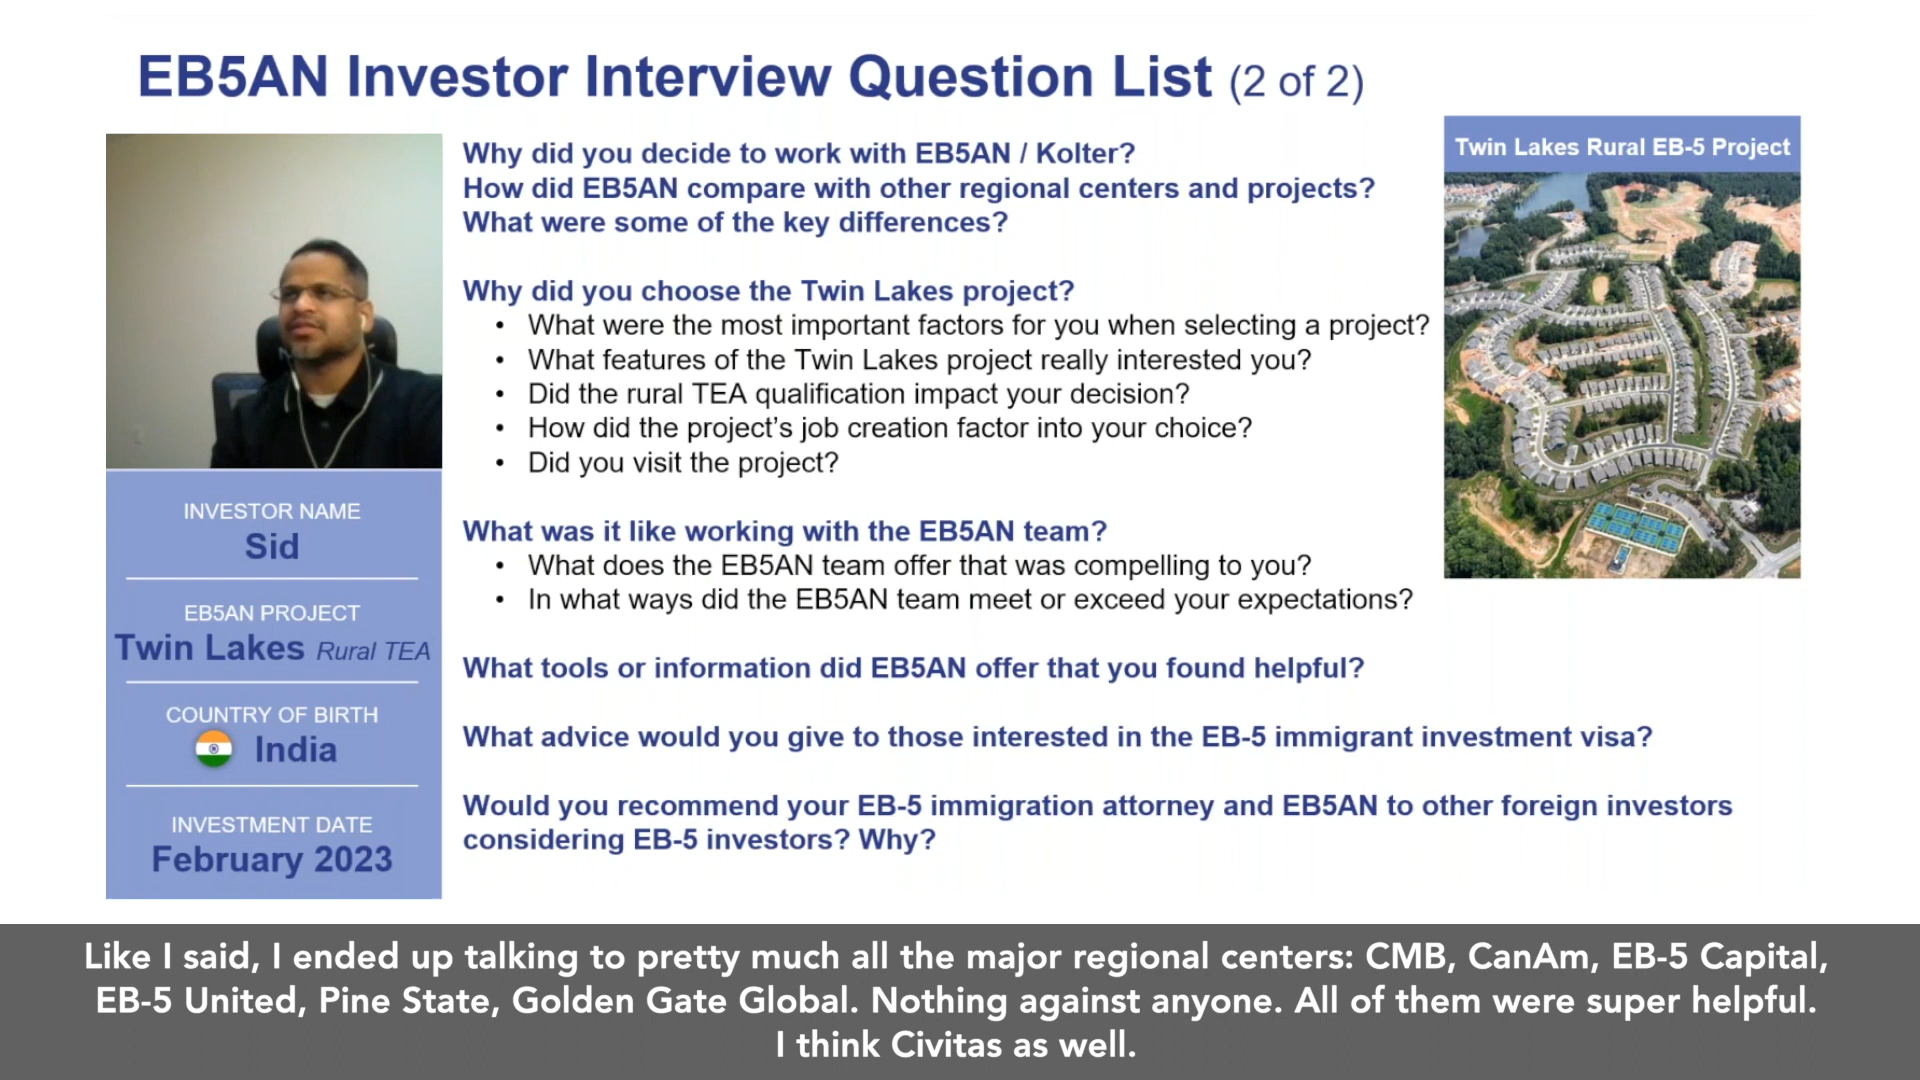 EB5AN Investor Interview Question List (2 of 2)
Twin Lakes Rural EB-5 Project
Why did you decide to work with EB5AN / Kolter?
How did EB5AN compare with other regional centers and projects?
What were some of the key differences?
Why did you choose the Twin Lakes project?
• What were the most important factors for you when selecting a project?
• What features of the Twin Lakes project really interested you?
• Did the rural TEA qualification impact your decision?
• How did the project's job creation factor into your choice?
• Did you visit the project?
What was it like working with the EB5AN team?
• What does the EB5AN team offer that was compelling to you?
• In what ways did the EB5AN team meet or exceed your expectations?
What tools or information did EB5AN offer that you found helpful?
What advice would you give to those interested in the EB-5 immigrant investment visa?
Would you recommend your EB-5 immigration attorney and EB5AN to other foreign investors
considering EB-5 investors? Why?
INVESTOR NAME
Sid
EB5AN PROJECT
Twin Lakes Rural TEA
COUNTRY OF BIRTH
India
INVESTMENT DATE
February 2023
Like I said, I ended up talking to pretty much all the major regional centers: CMB, CanAm, EB-5 Capital,
EB-5 United, Pine State, Golden Gate Global. Nothing against anyone. All of them were super helpful.
I think Civitas as well.